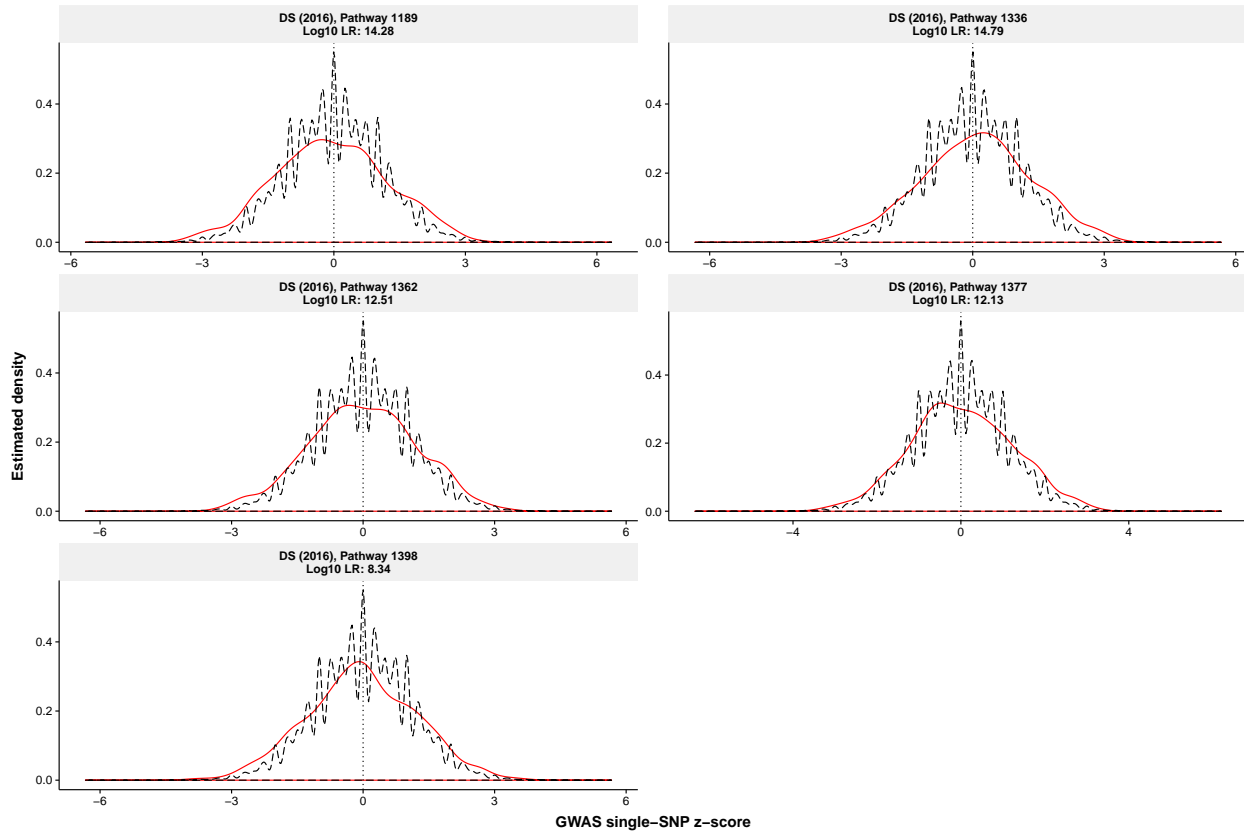 DS (2016), Pathway 1189
Log10 LR: 14.28
DS (2016), Pathway 1336
Log10 LR: 14.79
0.4
0.2
0.0
−6 −3 0 3 6
0.4
0.2
0.0
−6 −3 0 3 6
DS (2016), Pathway 1362
Log10 LR: 12.51
DS (2016), Pathway 1377
Log10 LR: 12.13
Estimated density
0.4
0.2
0.0
−6 −3 0 3 6
0.4
0.2
0.0
−4 0 4
DS (2016), Pathway 1398
Log10 LR: 8.34
0.4
0.2
0.0
−6 −3 0 3 6
GWAS single−SNP z−score